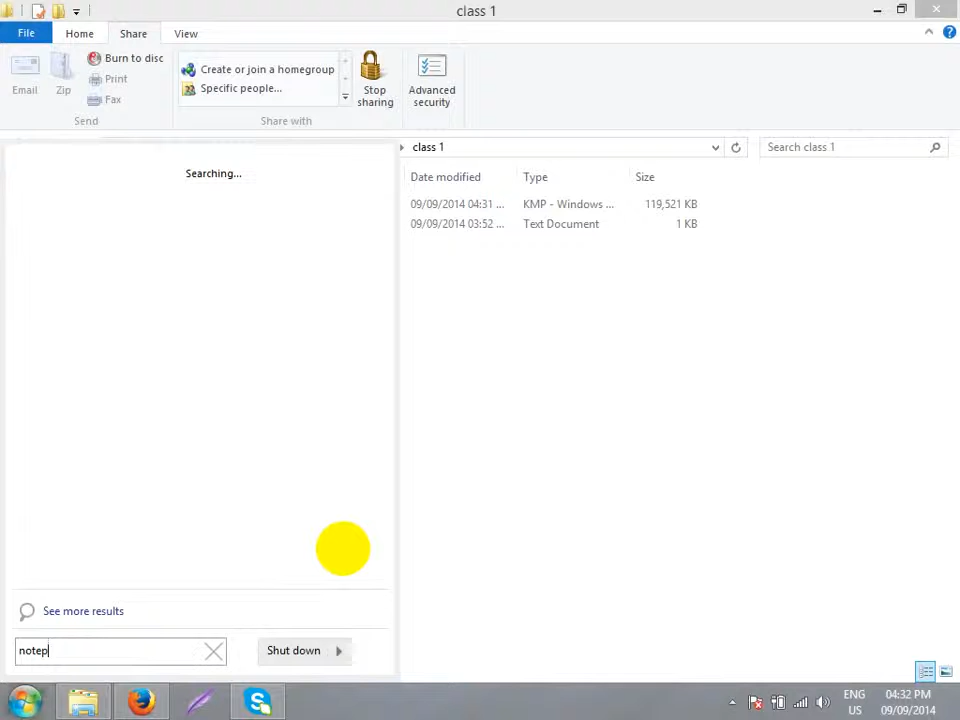 class 1
File Home Share View
Burn to disc
Print
Fax
Email Zip
Send
Create or join a homegroup
Specific people...
Stop sharing
Advanced security
Share with
class 1
Search class 1
Searching...
Date modified Type Size
09/09/2014 04:31 ... KMP - Windows ... 119,521 KB
09/09/2014 03:52 ... Text Document 1 KB
See more results
notep
Shut down
ENG 04:32 PM
US 09/09/2014